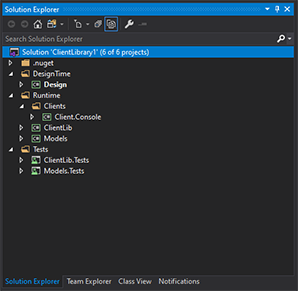 Solution Explorer
Search Solution Explorer
Solution 'ClientLibrary1' (6 of 6 projects)
.nuget
DesignTime
C# Design
Runtime
Clients
C# Client.Console
C# ClientLib
C# Models
Tests
ClientLib.Tests
Models.Tests
Solution Explorer Team Explorer Class View Notifications